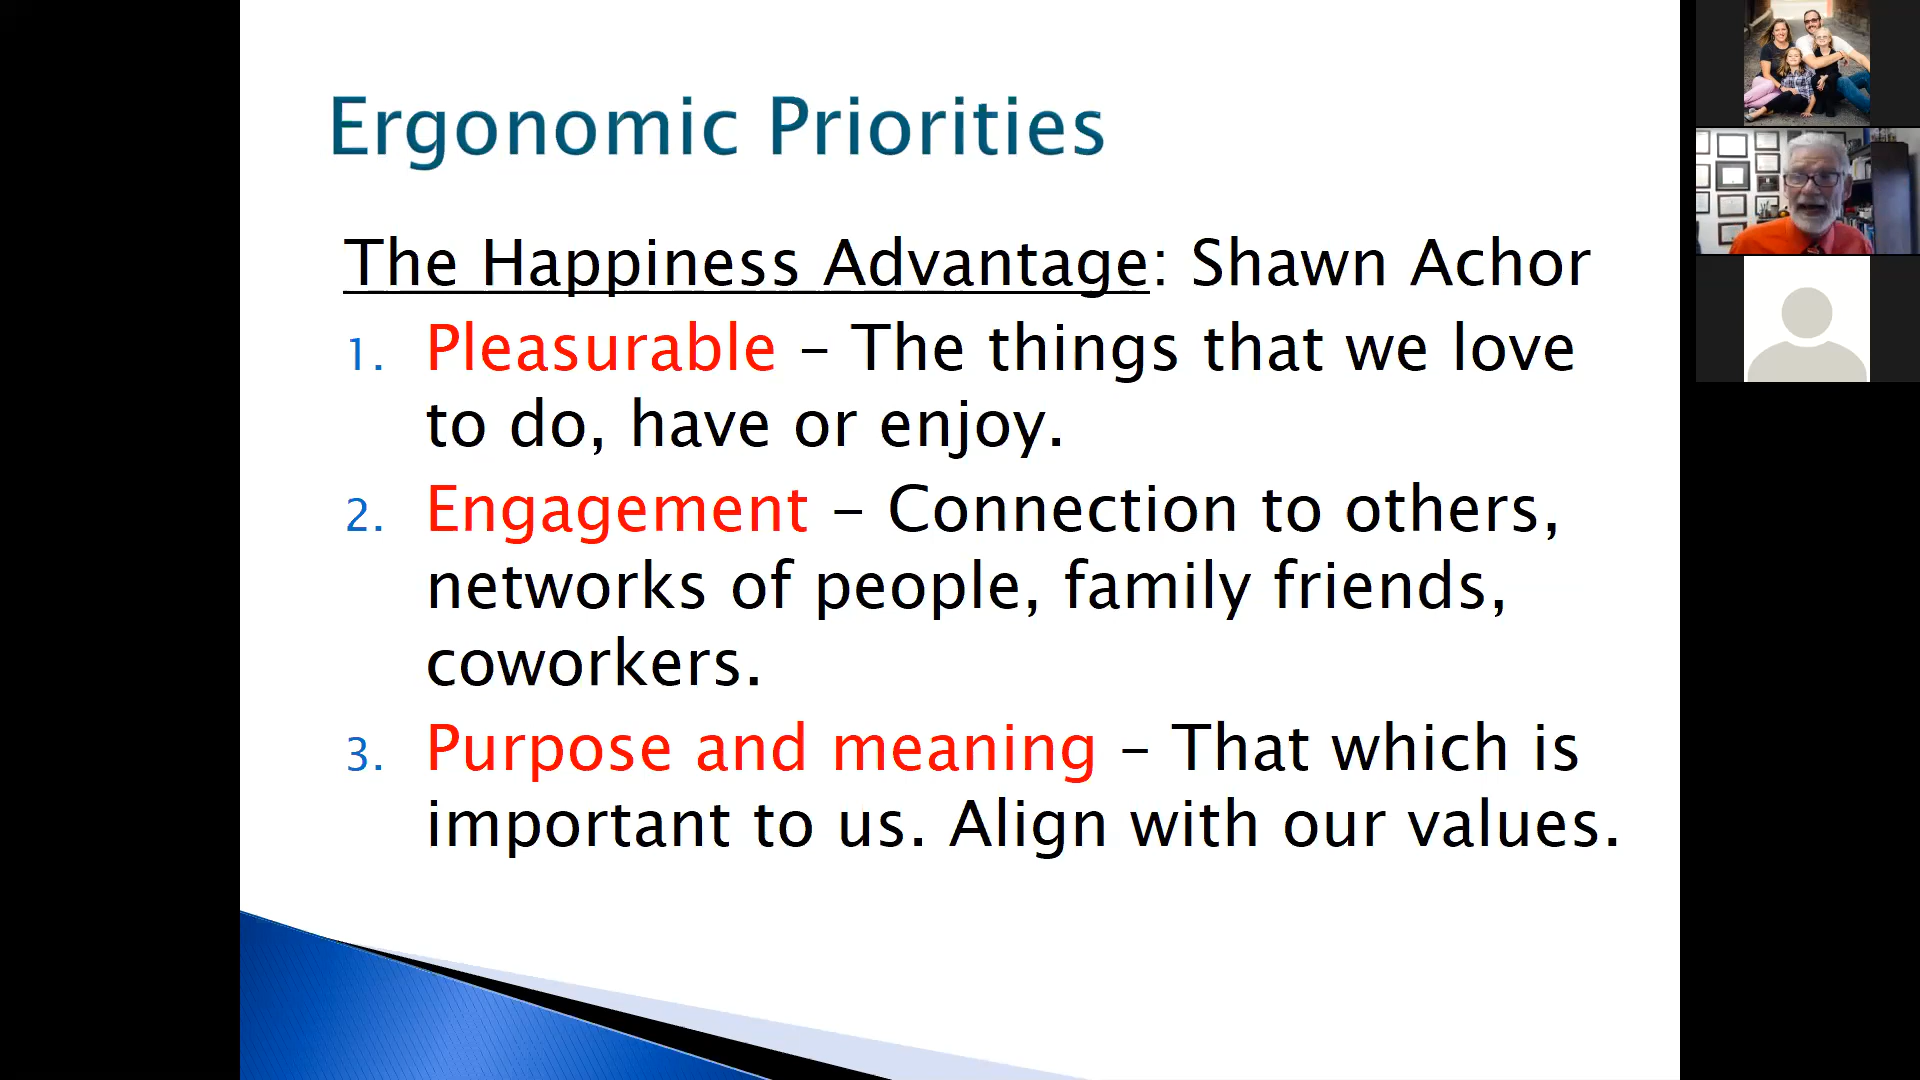 Ergonomic Priorities
The Happiness Advantage: Shawn Achor
1. Pleasurable – The things that we love
to do, have or enjoy.
2. Engagement – Connection to others,
networks of people, family friends,
coworkers.
3. Purpose and meaning – That which is
important to us. Align with our values.